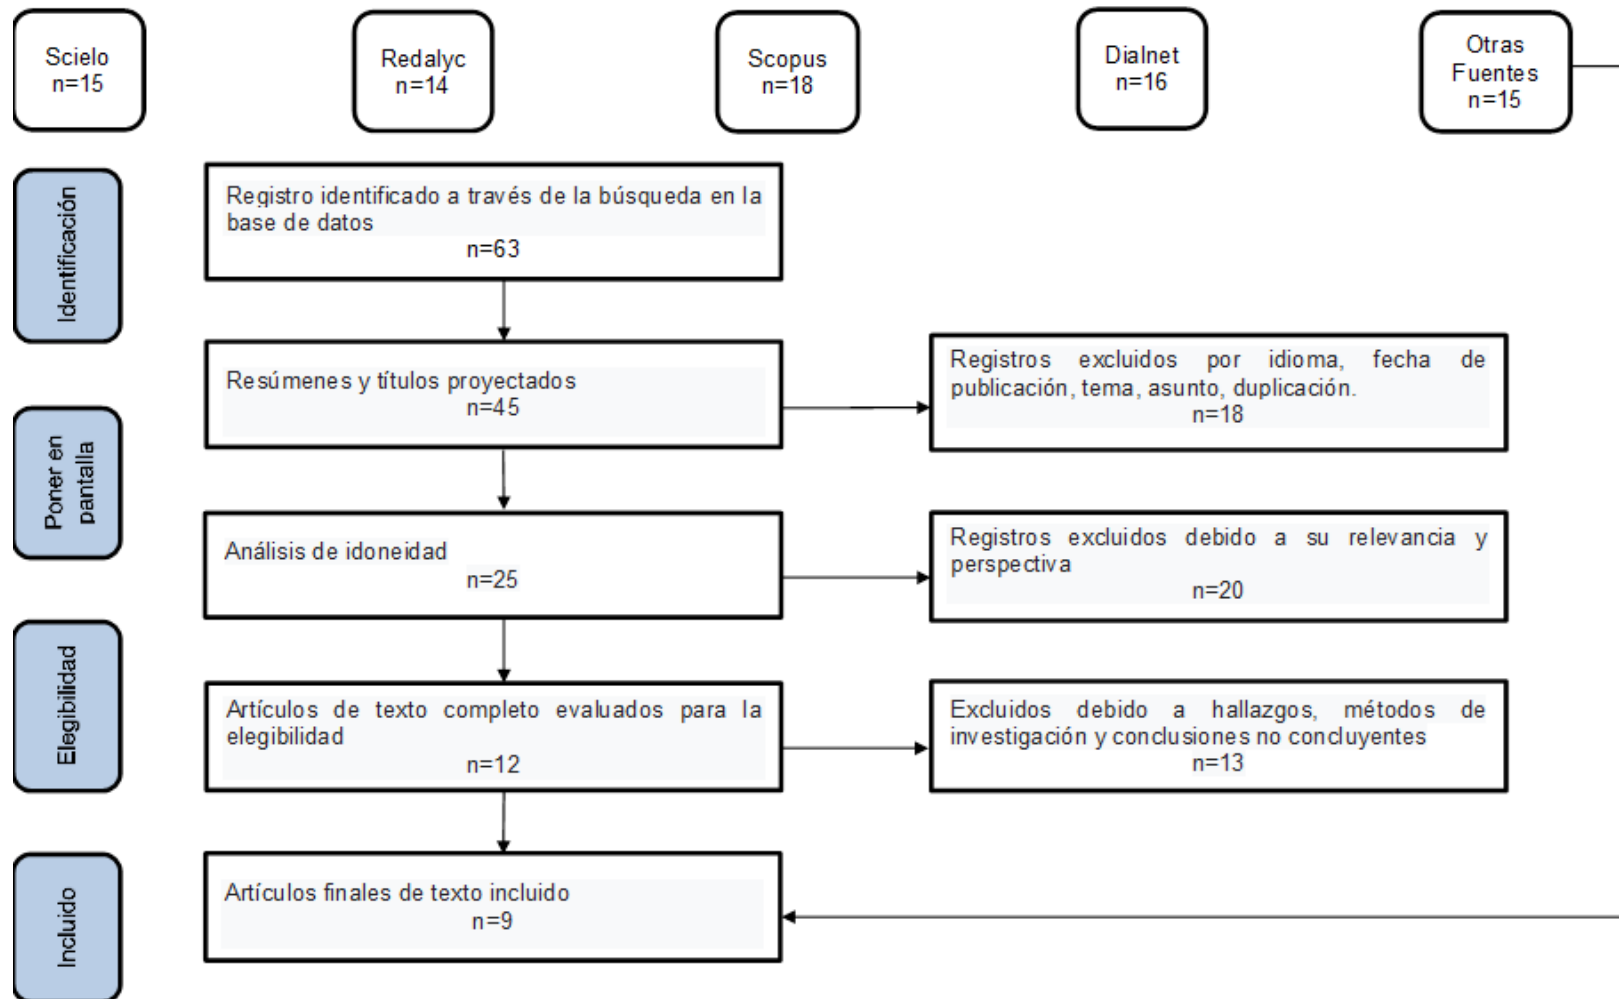 Scielo
n=15
Redalyc
n=14
Scopus
n=18
Dialnet
n=16
Otras
Fuentes
n=15
Identificación
Registro identificado a través de la búsqueda en la
base de datos
n=63
Resúmenes y títulos proyectados
n=45
Registros excluidos por idioma, fecha de
publicación, tema, asunto, duplicación.
n=18
Poner en
pantalla
Análisis de idoneidad
n=25
Registros excluidos debido a su relevancia y
perspectiva
n=20
Elegibilidad
Artículos de texto completo evaluados para la
elegibilidad
n=12
Excluidos debido a hallazgos, métodos de
investigación y conclusiones no concluyentes
n=13
Incluido
Artículos finales de texto incluido
n=9